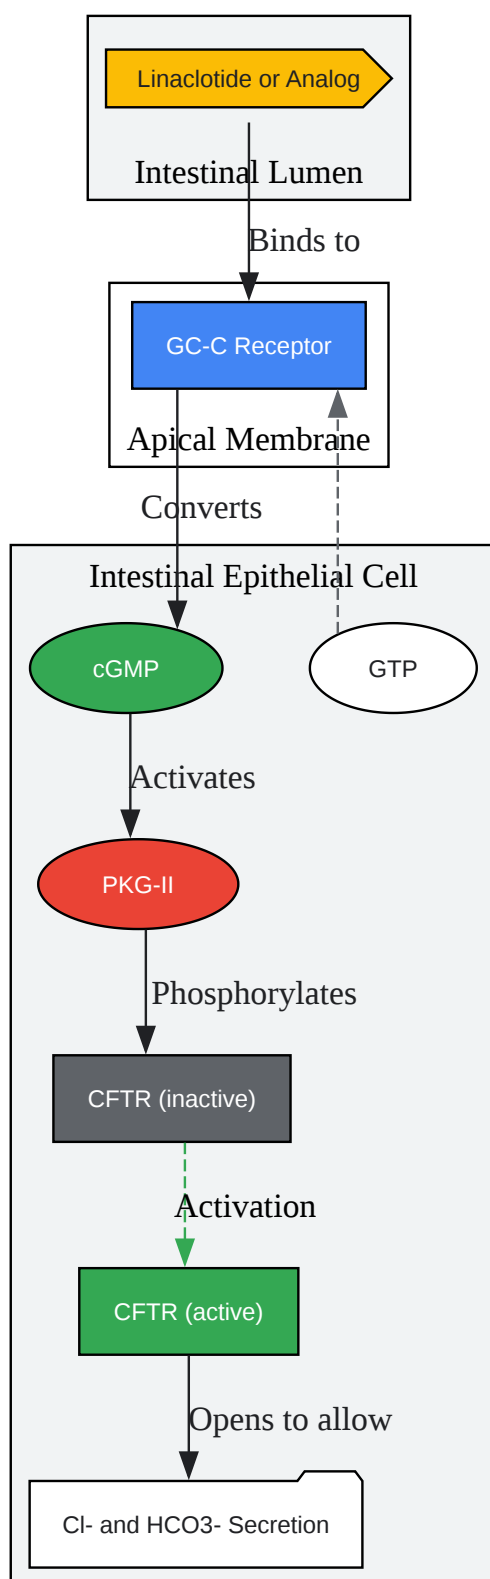 Linaclotide or Analog
Intestinal Lumen
Binds to
GC-C Receptor
Apical Membrane
Converts
Intestinal Epithelial Cell
cGMP
GTP
Activates
PKG-II
Phosphorylates
CFTR (inactive)
Activation
CFTR (active)
Opens to allow
Cl- and HCO3- Secretion